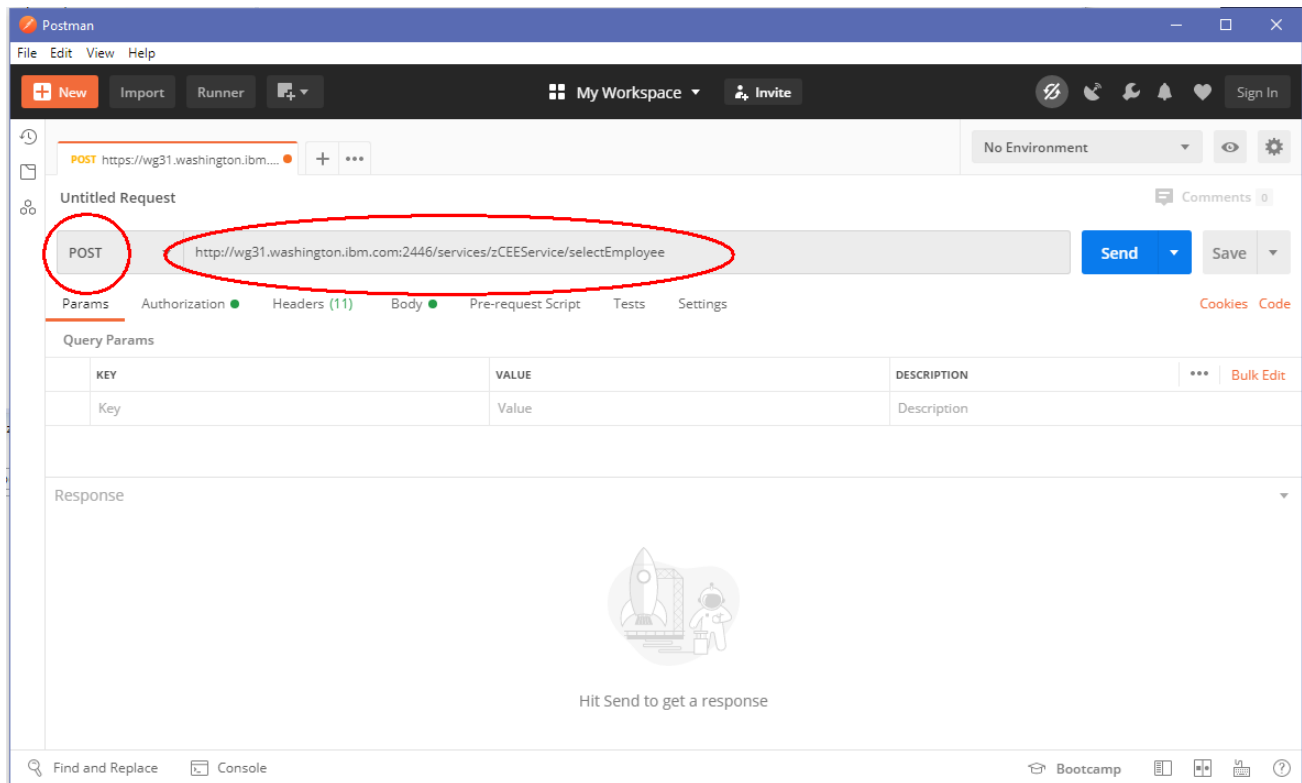 Postman
File Edit View Help
New Import Runner My Workspace Invite Sign In
POST https://wg31.washington.ibm.... + ••• No Environment
Untitled Request Comments 0
POST http://wg31.washington.ibm.com:2446/services/zCEEService/selectEmployee Send Save
Params Authorization Headers (11) Body Pre-request Script Tests Settings Cookies Code
Query Params
KEY VALUE DESCRIPTION ••• Bulk Edit
Key Value Description
Response
Hit Send to get a response
Find and Replace Console Bootcamp